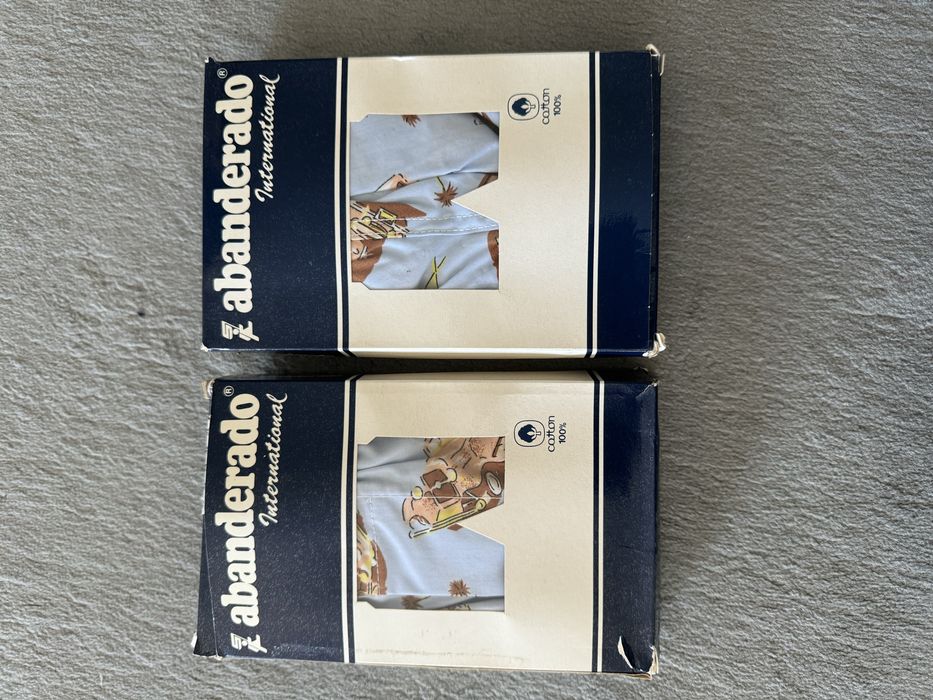 abanderado®
International
cotton
100%
abanderado®
International
cotton
100%